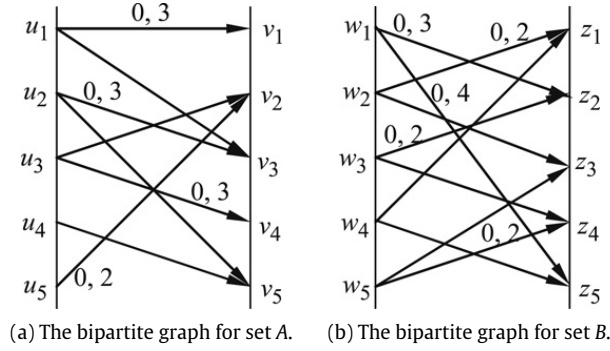 0, 3
u1 v1
u2 0, 3 v2
u3 v3
0, 3
u4 v4
u5 0, 2 v5
(a) The bipartite graph for set A.
w1 0, 3 0, 2 z1
w2 0, 4 z2
0, 2
w3 z3
w4 z4
0, 2
w5 z5
(b) The bipartite graph for set B.